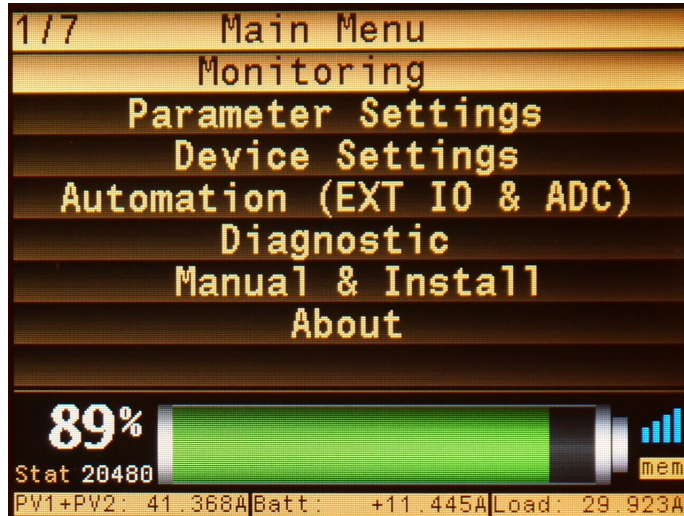 1/7 Main Menu
Monitoring
Parameter Settings
Device Settings
Automation (EXT IO & ADC)
Diagnostic
Manual & Install
About
89%
Stat 20480
mem
PV1+PV2: 41.368A Batt: +11.445A Load: 29.923A